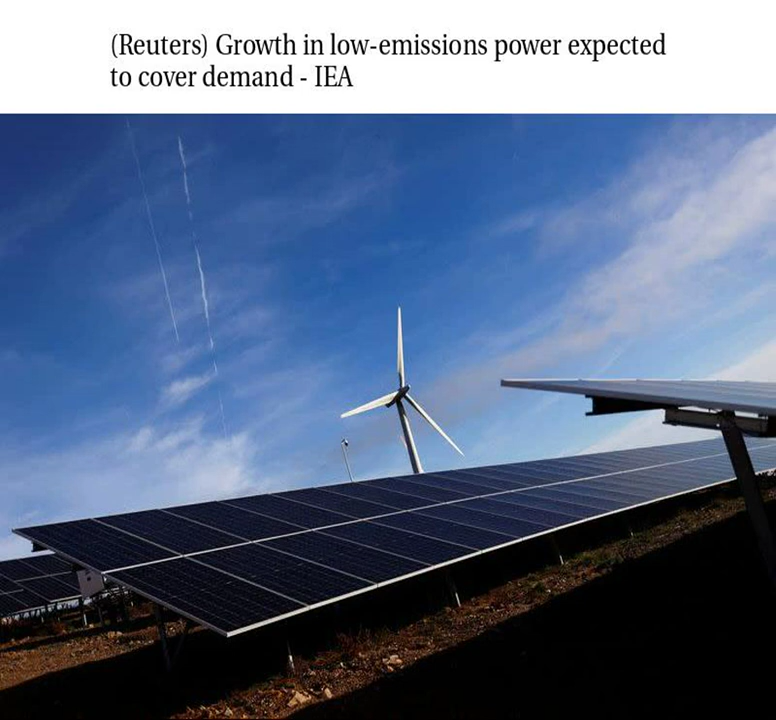 (Reuters) Growth in low-emissions power expected
to cover demand - IEA